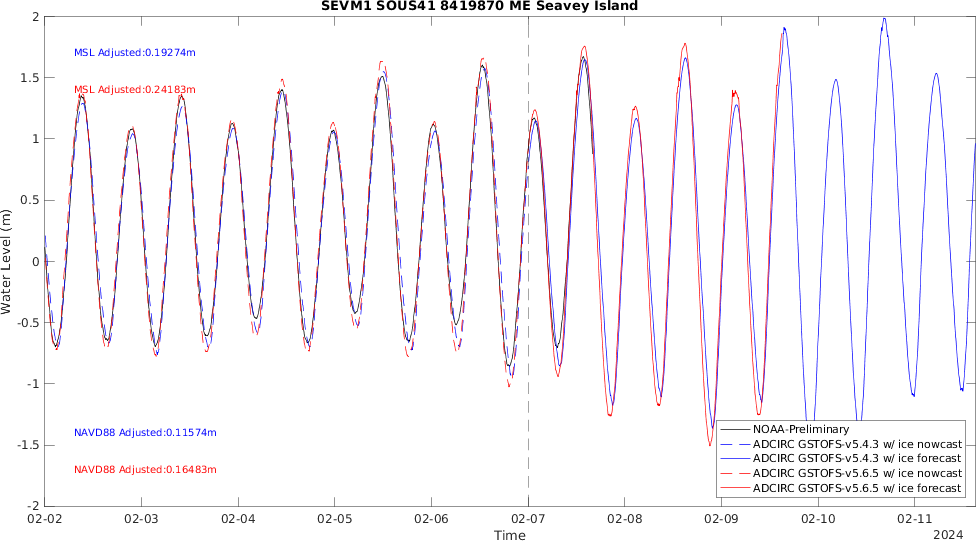 SEVM1 SOUS41 8419870 ME Seavey Island
2
1.5
1
0.5
0
-0.5
-1
-1.5
-2
Water Level (m)
MSL Adjusted:0.19274m
MSL Adjusted:0.24183m
NAVD88 Adjusted:0.11574m
NAVD88 Adjusted:0.16483m
NOAA-Preliminary
ADCIRC GSTOFS-v5.4.3 w/ ice nowcast
ADCIRC GSTOFS-v5.4.3 w/ ice forecast
ADCIRC GSTOFS-v5.6.5 w/ ice nowcast
ADCIRC GSTOFS-v5.6.5 w/ ice forecast
02-02 02-03 02-04 02-05 02-06 02-07 02-08 02-09 02-10 02-11
Time
2024